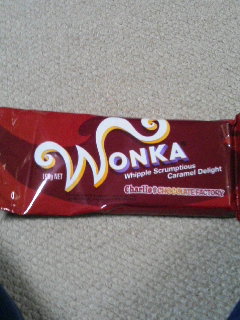 WONKA
Whipple Scrumptious
Caramel Delight
Charlie & CHOCOLATE FACTORY